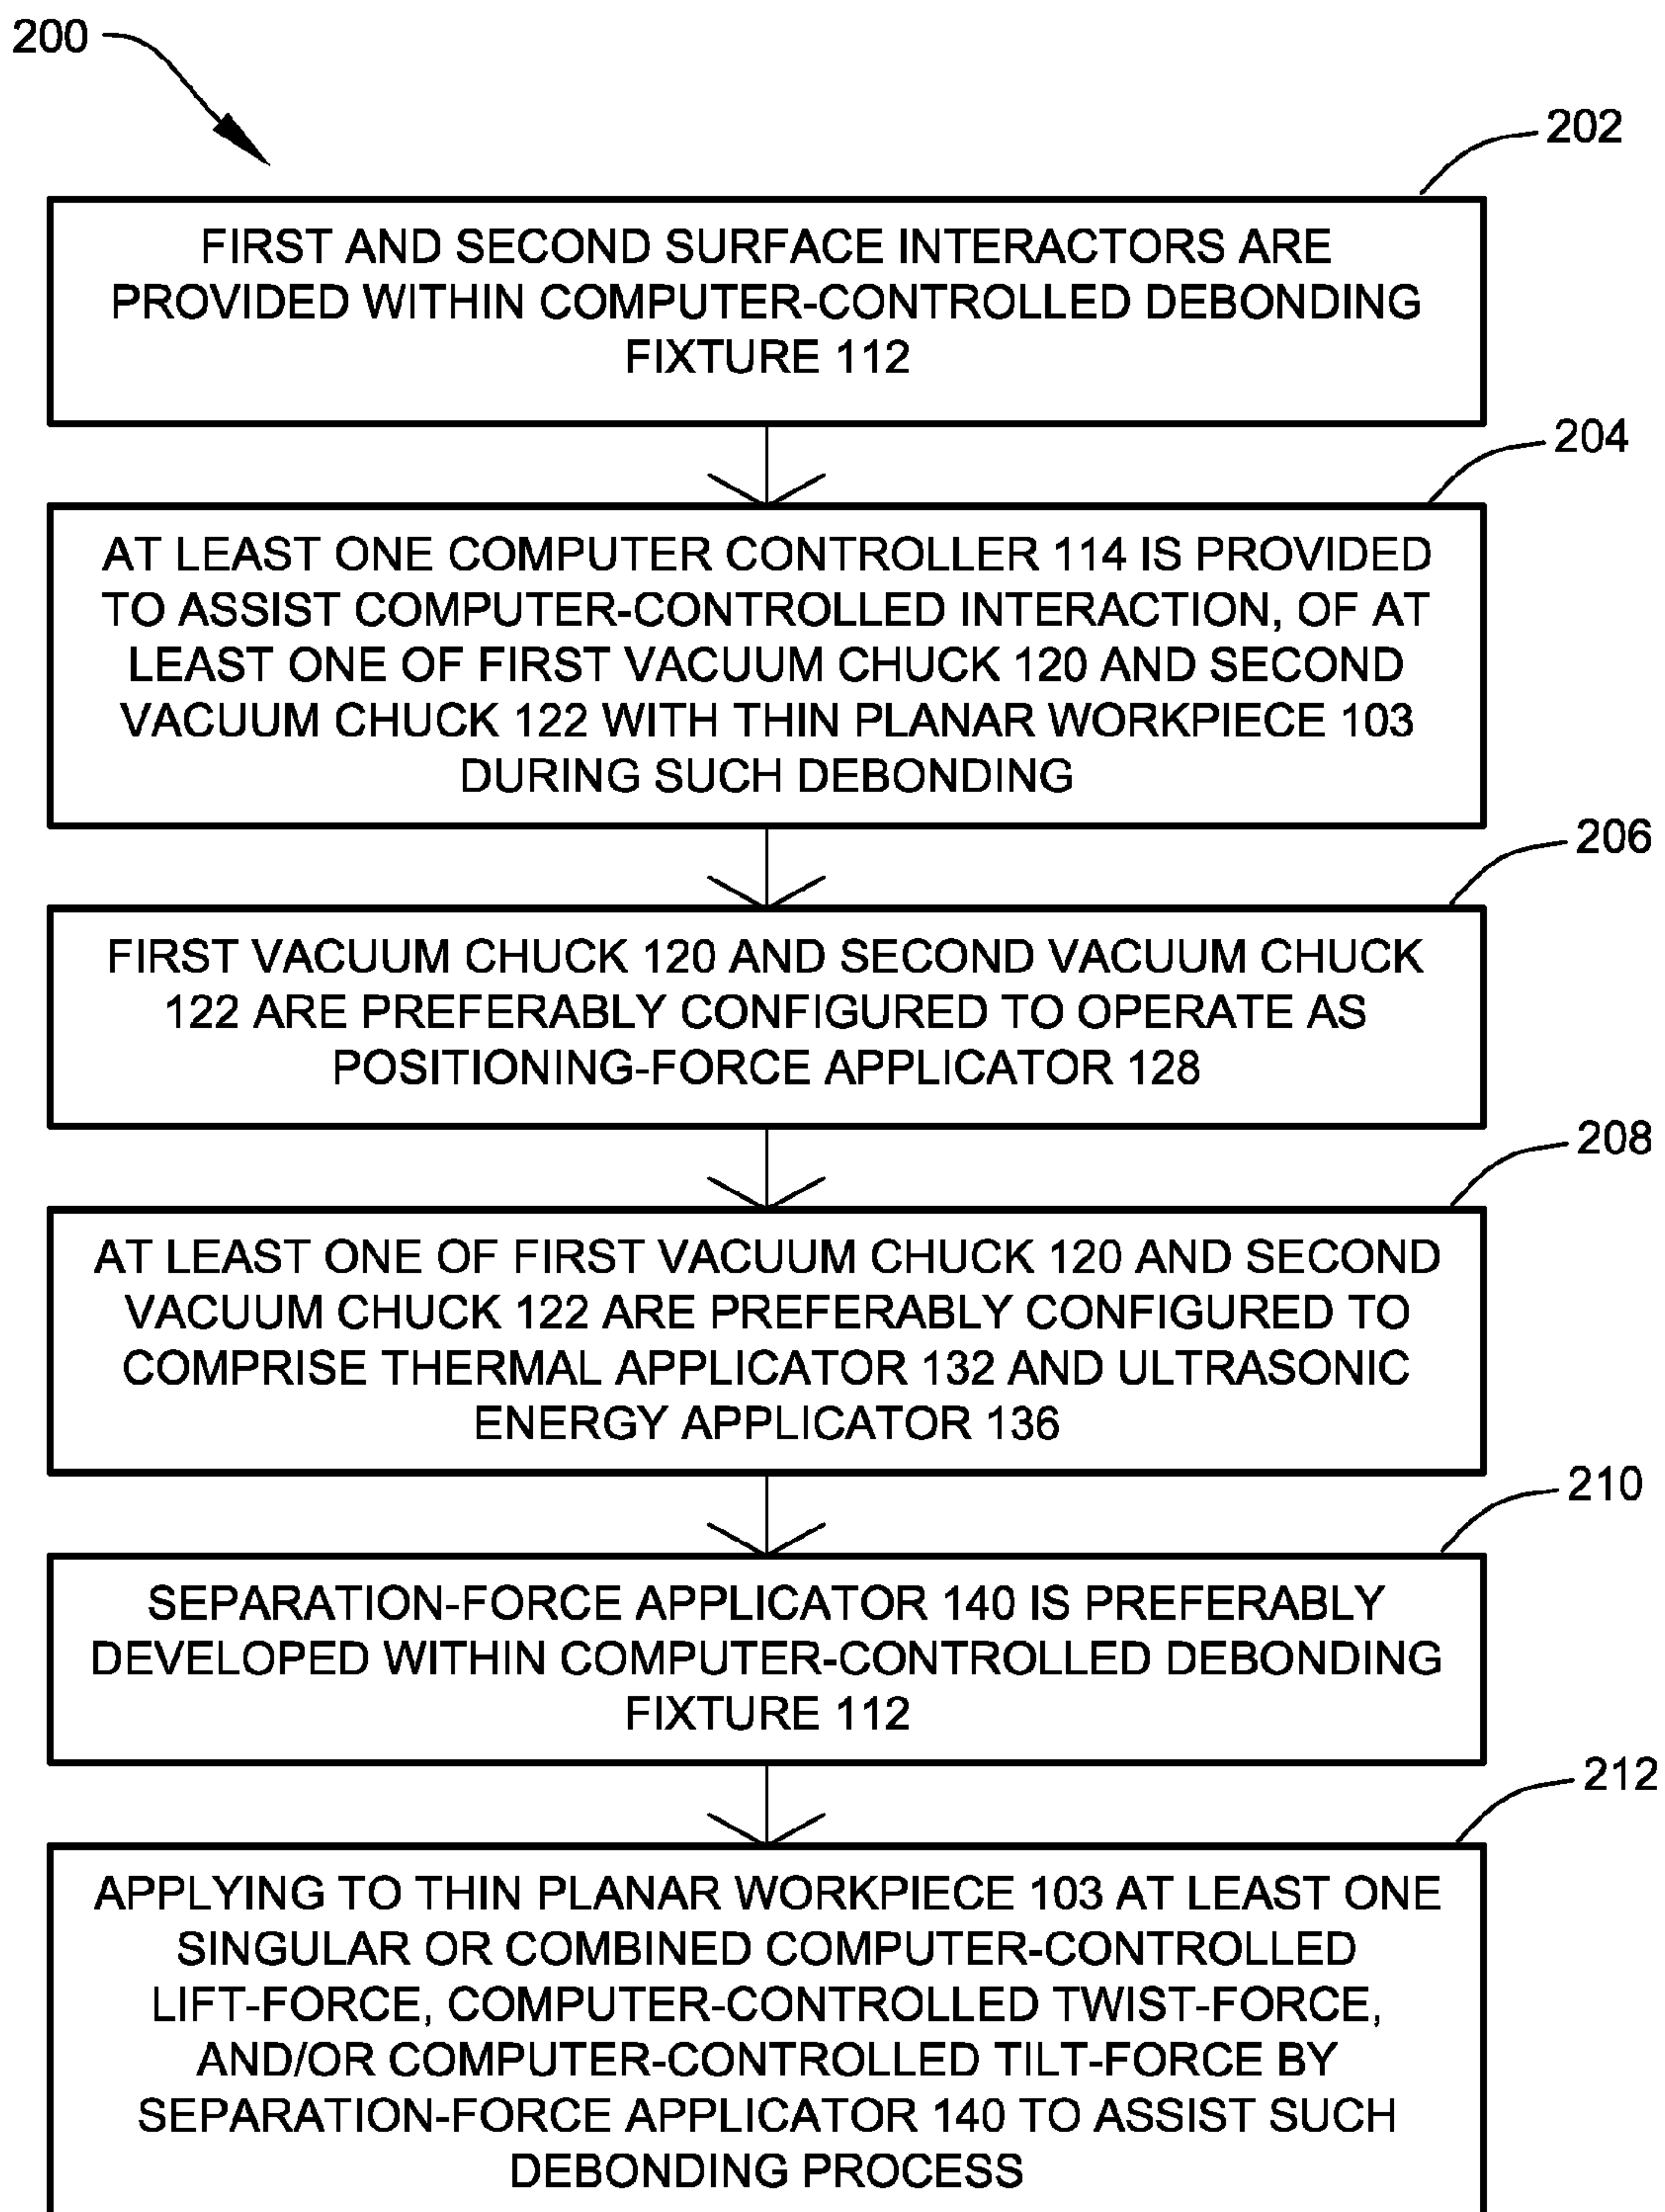 200
202
FIRST AND SECOND SURFACE INTERACTORS ARE
PROVIDED WITHIN COMPUTER-CONTROLLED DEBONDING
FIXTURE 112
204
AT LEAST ONE COMPUTER CONTROLLER 114 IS PROVIDED
TO ASSIST COMPUTER-CONTROLLED INTERACTION, OF AT
LEAST ONE OF FIRST VACUUM CHUCK 120 AND SECOND
VACUUM CHUCK 122 WITH THIN PLANAR WORKPIECE 103
DURING SUCH DEBONDING
206
FIRST VACUUM CHUCK 120 AND SECOND VACUUM CHUCK
122 ARE PREFERABLY CONFIGURED TO OPERATE AS
POSITIONING-FORCE APPLICATOR 128
208
AT LEAST ONE OF FIRST VACUUM CHUCK 120 AND SECOND
VACUUM CHUCK 122 ARE PREFERABLY CONFIGURED TO
COMPRISE THERMAL APPLICATOR 132 AND ULTRASONIC
ENERGY APPLICATOR 136
210
SEPARATION-FORCE APPLICATOR 140 IS PREFERABLY
DEVELOPED WITHIN COMPUTER-CONTROLLED DEBONDING
FIXTURE 112
212
APPLYING TO THIN PLANAR WORKPIECE 103 AT LEAST ONE
SINGULAR OR COMBINED COMPUTER-CONTROLLED
LIFT-FORCE, COMPUTER-CONTROLLED TWIST-FORCE,
AND/OR COMPUTER-CONTROLLED TILT-FORCE BY
SEPARATION-FORCE APPLICATOR 140 TO ASSIST SUCH
DEBONDING PROCESS